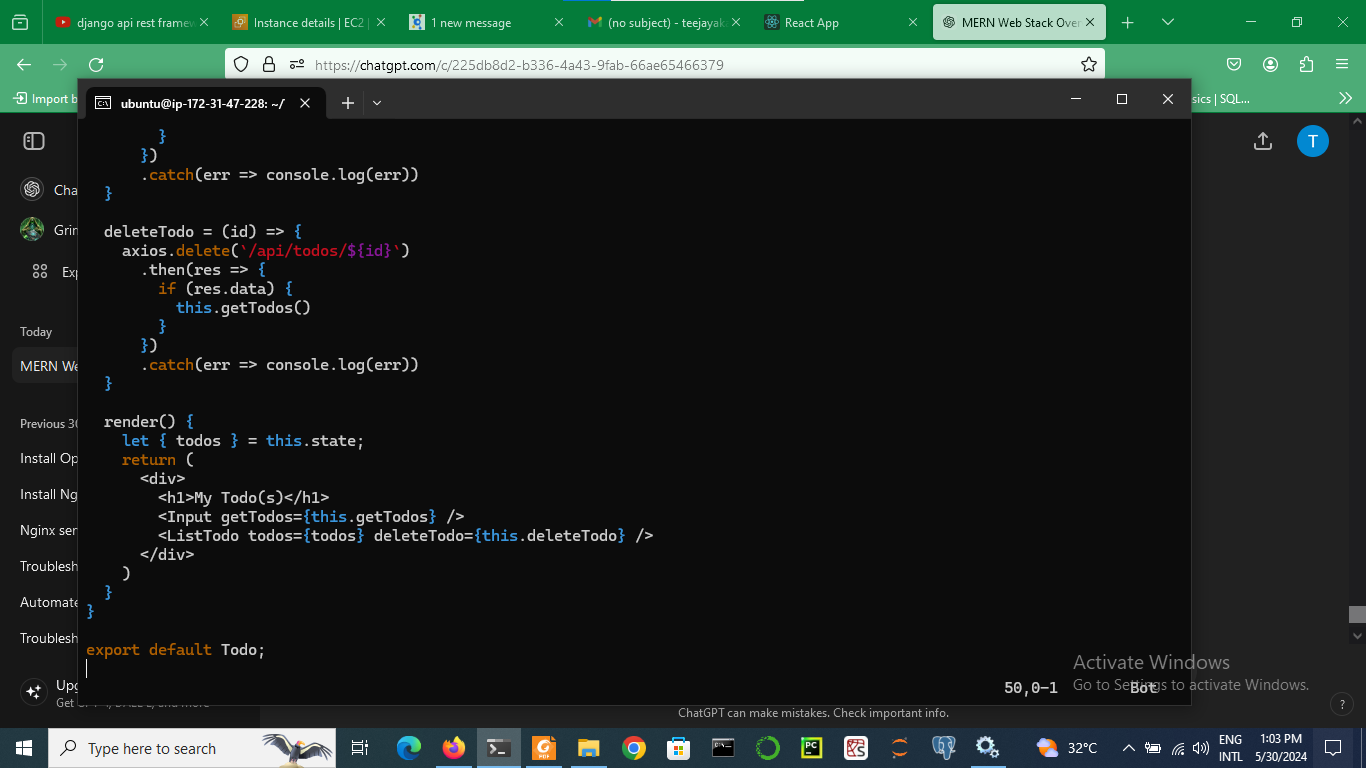 django api rest framew
Instance details | EC2 |
1 new message
(no subject) - teejayaka
React App
MERN Web Stack Over
https://chatgpt.com/c/225db8d2-b336-4a43-9fab-66ae65466379
Import b
sics | SQL...
ubuntu@ip-172-31-47-228: ~/
T
Cha
Grir
Exp
Today
MERN We
Previous 30
Install Op
Install Ng
Nginx ser
Troublesh
Automate
Troublesh
Upg
Get GPT-4, DALL-E, and more
}
})
.catch(err => console.log(err))
}
deleteTodo = (id) => {
axios.delete(`/api/todos/${id}`)
.then(res => {
if (res.data) {
this.getTodos()
}
})
.catch(err => console.log(err))
}
render() {
let { todos } = this.state;
return (
<div>
<h1>My Todo(s)</h1>
<Input getTodos={this.getTodos} />
<ListTodo todos={todos} deleteTodo={this.deleteTodo} />
</div>
)
}
}
export default Todo;
50,0-1 Bot
Activate Windows
Go to Settings to activate Windows.
?
ChatGPT can make mistakes. Check important info.
Type here to search
32°C
ENG
INTL
1:03 PM
5/30/2024